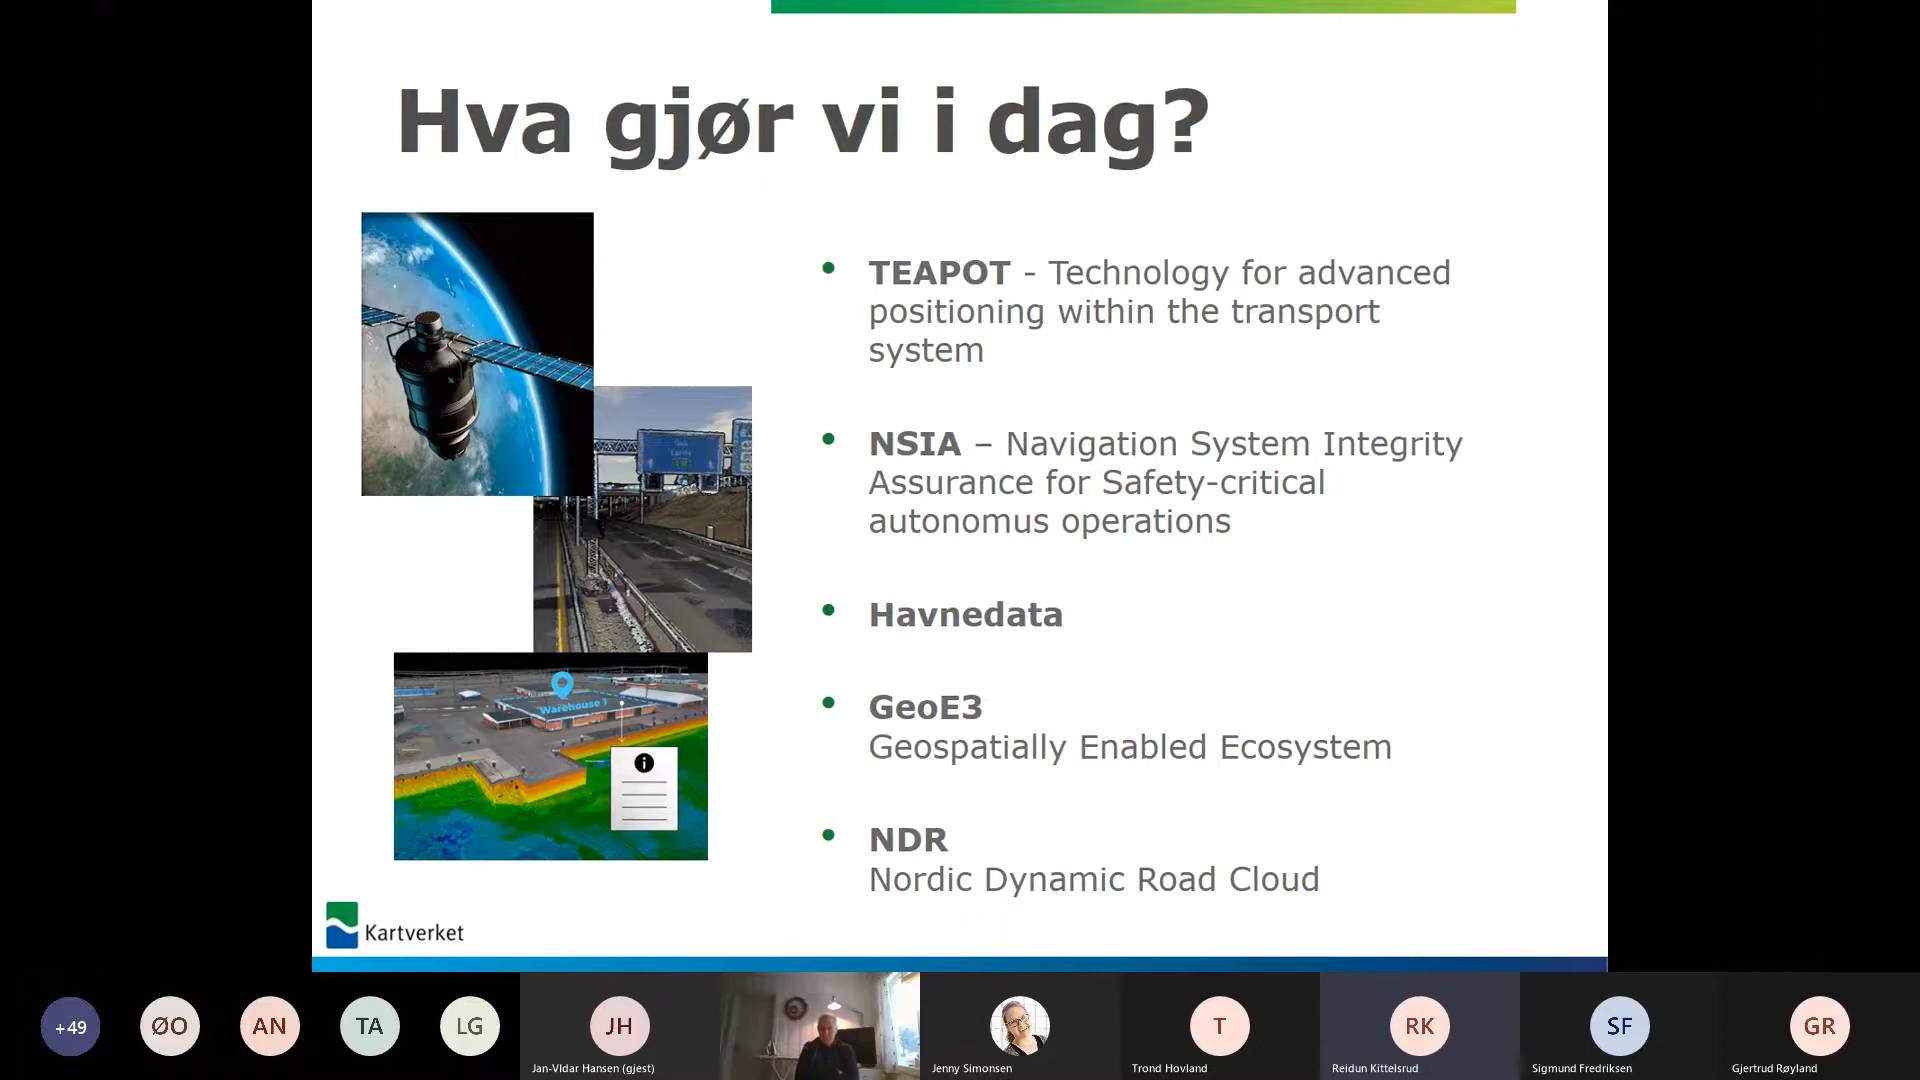 Hva gjør vi i dag?
TEAPOT - Technology for advanced
positioning within the transport
system
NSIA – Navigation System Integrity
Assurance for Safety-critical
autonomus operations
Havnedata
GeoE3
Geospatially Enabled Ecosystem
NDR
Nordic Dynamic Road Cloud
Warehouse 1
i
Kartverket
+49
ØO
AN
TA
LG
JH
T
RK
SF
GR
Jan-VIdar Hansen (gjest)
Jenny Simonsen
Trond Hovland
Reidun Kittelsrud
Sigmund Fredriksen
Gjertrud Røyland